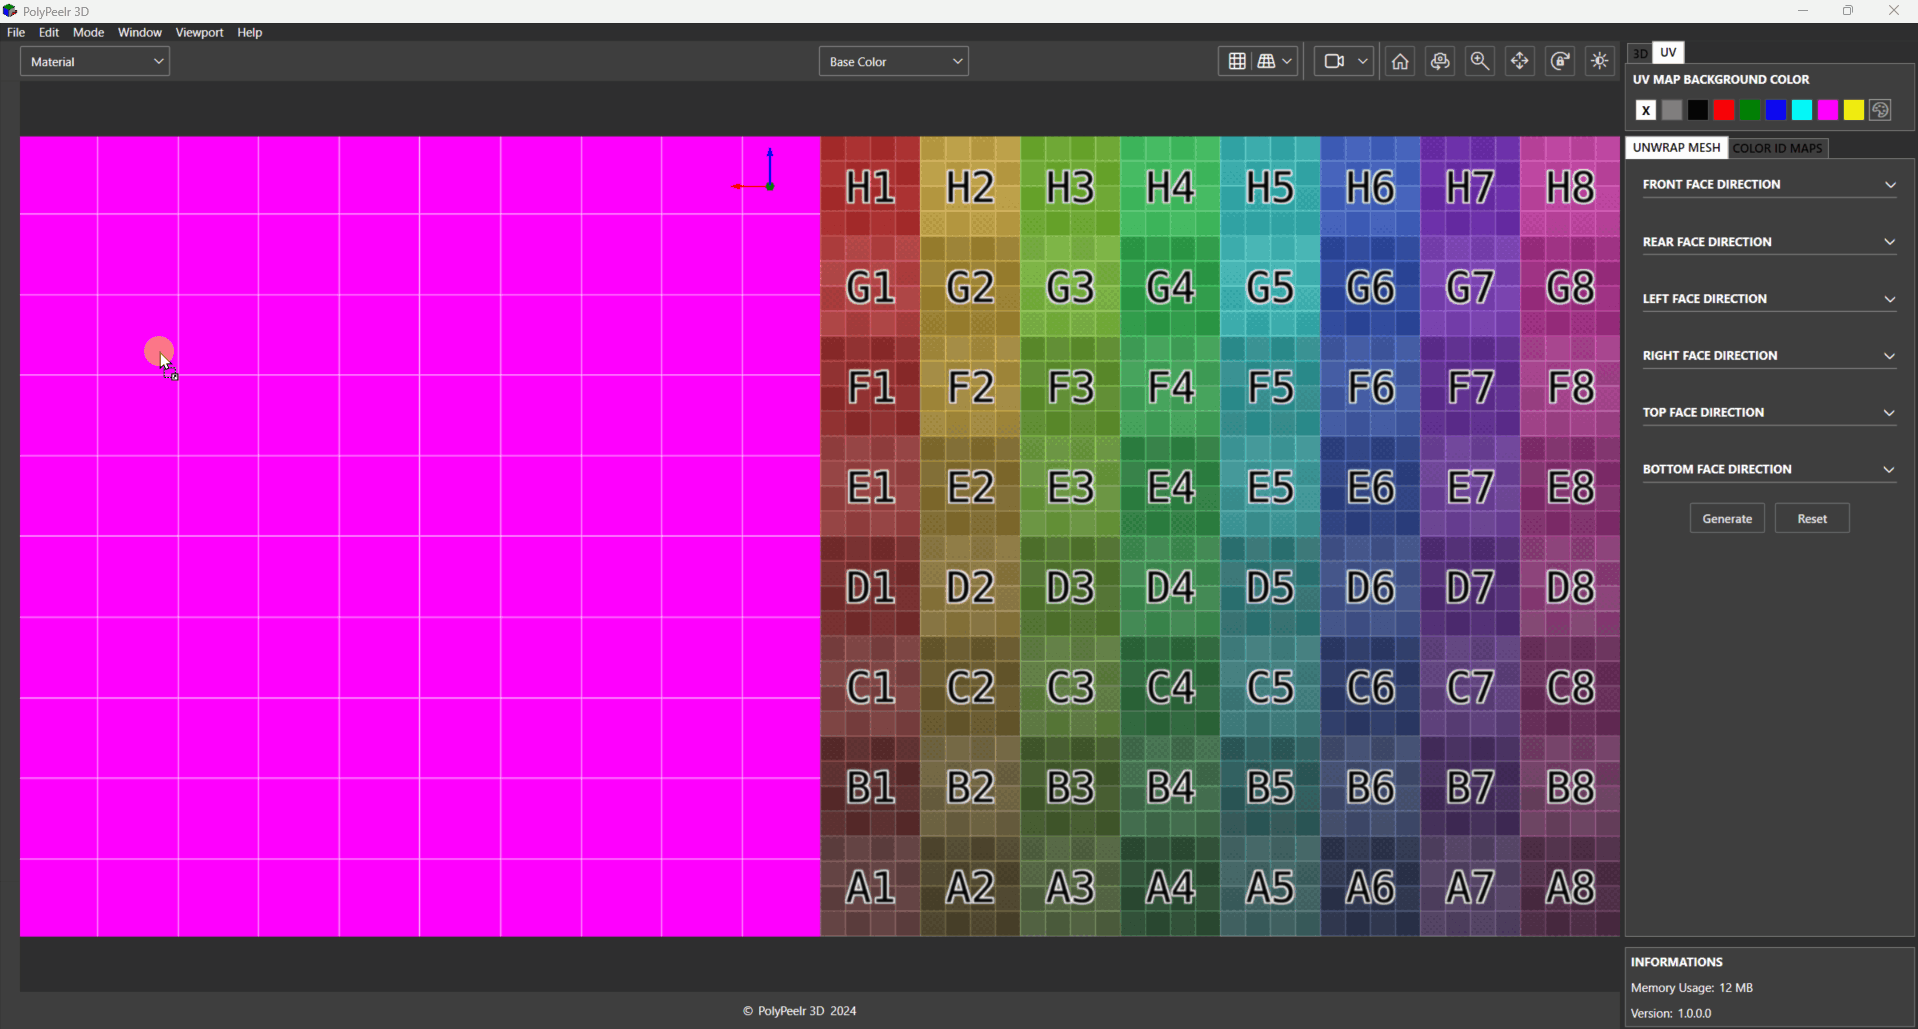 PolyPeelr 3D
File Edit Mode Window Viewport Help
Material
Base Color
3D UV
UV MAP BACKGROUND COLOR
X
UNWRAP MESH COLOR ID MAPS
FRONT FACE DIRECTION
REAR FACE DIRECTION
LEFT FACE DIRECTION
RIGHT FACE DIRECTION
TOP FACE DIRECTION
BOTTOM FACE DIRECTION
Generate Reset
H1 H2 H3 H4 H5 H6 H7 H8
G1 G2 G3 G4 G5 G6 G7 G8
F1 F2 F3 F4 F5 F6 F7 F8
E1 E2 E3 E4 E5 E6 E7 E8
D1 D2 D3 D4 D5 D6 D7 D8
C1 C2 C3 C4 C5 C6 C7 C8
B1 B2 B3 B4 B5 B6 B7 B8
A1 A2 A3 A4 A5 A6 A7 A8
INFORMATIONS
Memory Usage: 12 MB
Version: 1.0.0.0
© PolyPeelr 3D 2024